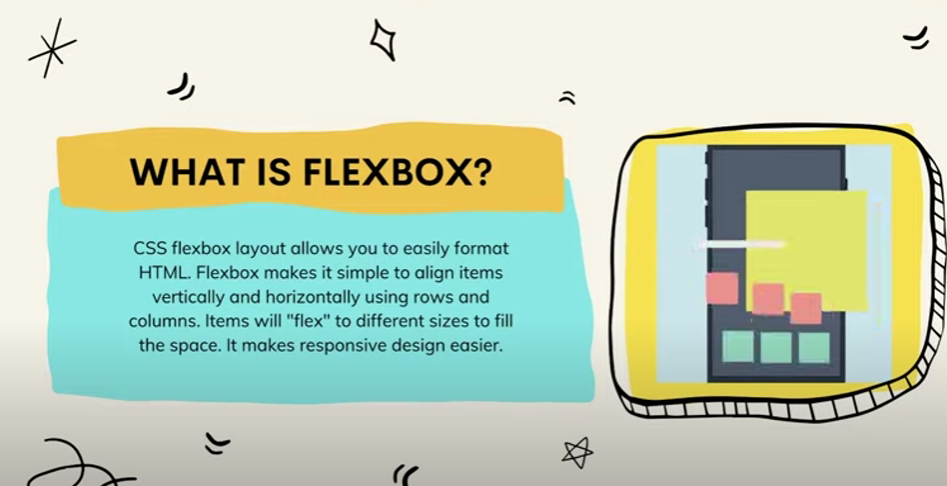 WHAT IS FLEXBOX?
CSS flexbox layout allows you to easily format
HTML. Flexbox makes it simple to align items
vertically and horizontally using rows and
columns. Items will "flex" to different sizes to fill
the space. It makes responsive design easier.